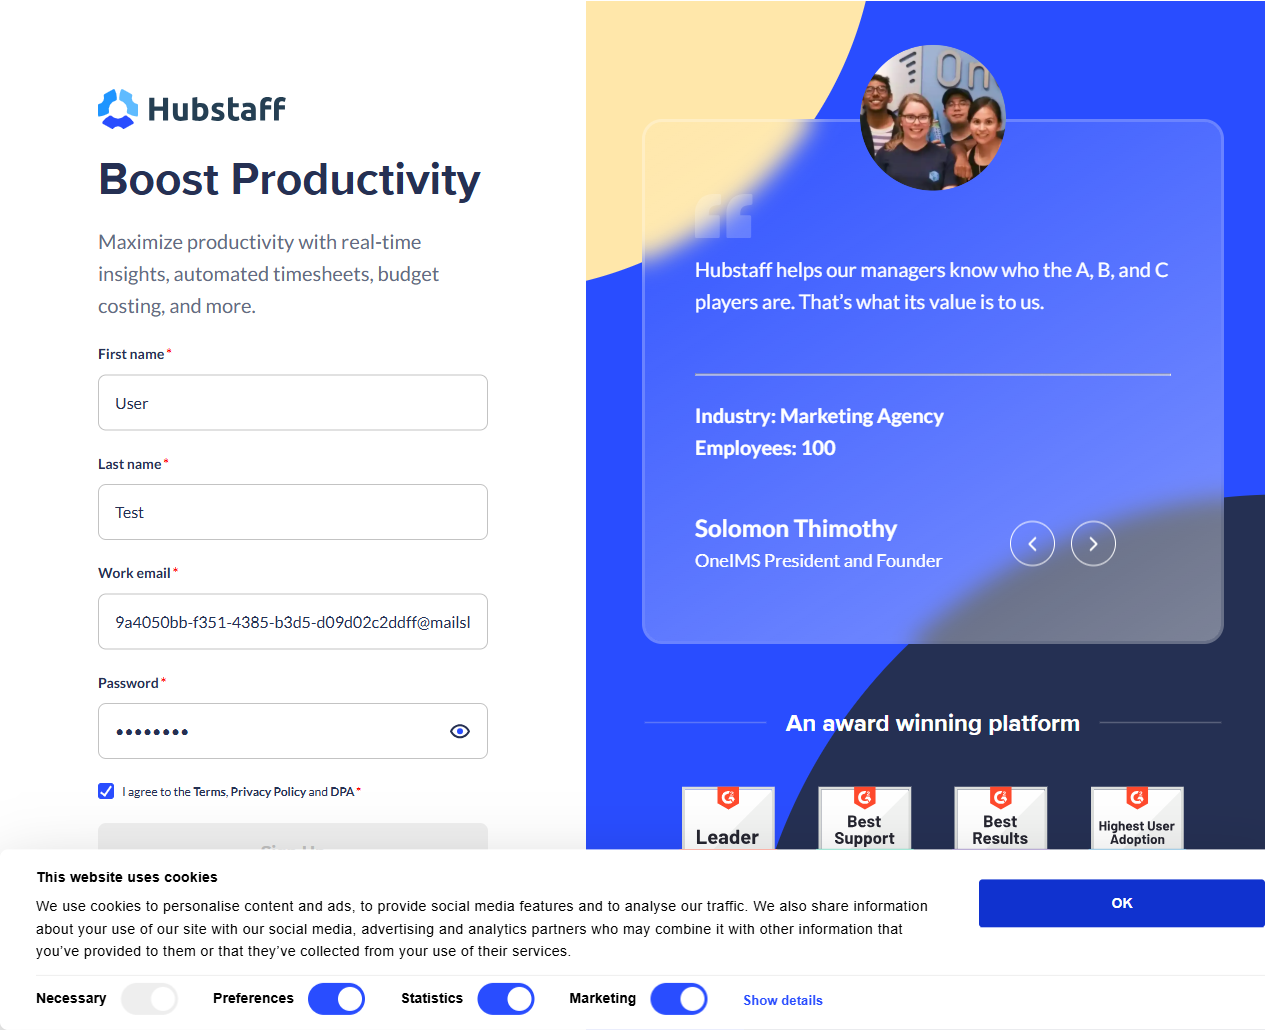 Hubstaff
Boost Productivity
Maximize productivity with real-time
insights, automated timesheets, budget
costing, and more.
First name*
User
Last name*
Test
Work email*
9a4050bb-f351-4385-b3d5-d09d02c2ddff@mailsl
Password*
I agree to the Terms, Privacy Policy and DPA*
Sign Up
Hubstaff helps our managers know who the A, B, and C
players are. That's what its value is to us.
Industry: Marketing Agency
Employees: 100
Solomon Thimothy
OneIMS President and Founder
An award winning platform
Leader
Best
Support
Best
Results
Highest User
Adoption
This website uses cookies
We use cookies to personalise content and ads, to provide social media features and to analyse our traffic. We also share information
about your use of our site with our social media, advertising and analytics partners who may combine it with other information that
you've provided to them or that they've collected from your use of their services.
OK
Necessary
Preferences
Statistics
Marketing
Show details